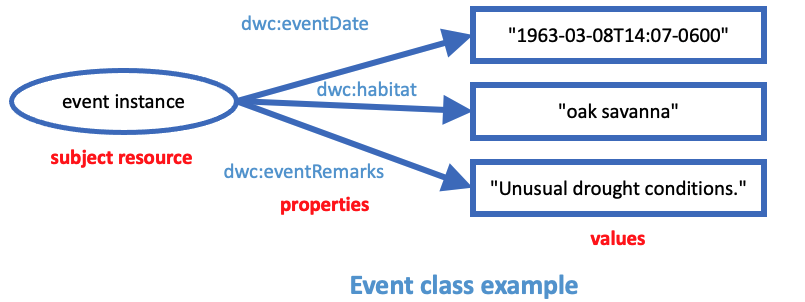 dwc:eventDate
"1963-03-08T14:07-0600"
event instance
dwc:habitat
"oak savanna"
subject resource
dwc:eventRemarks
"Unusual drought conditions."
properties
values
Event class example